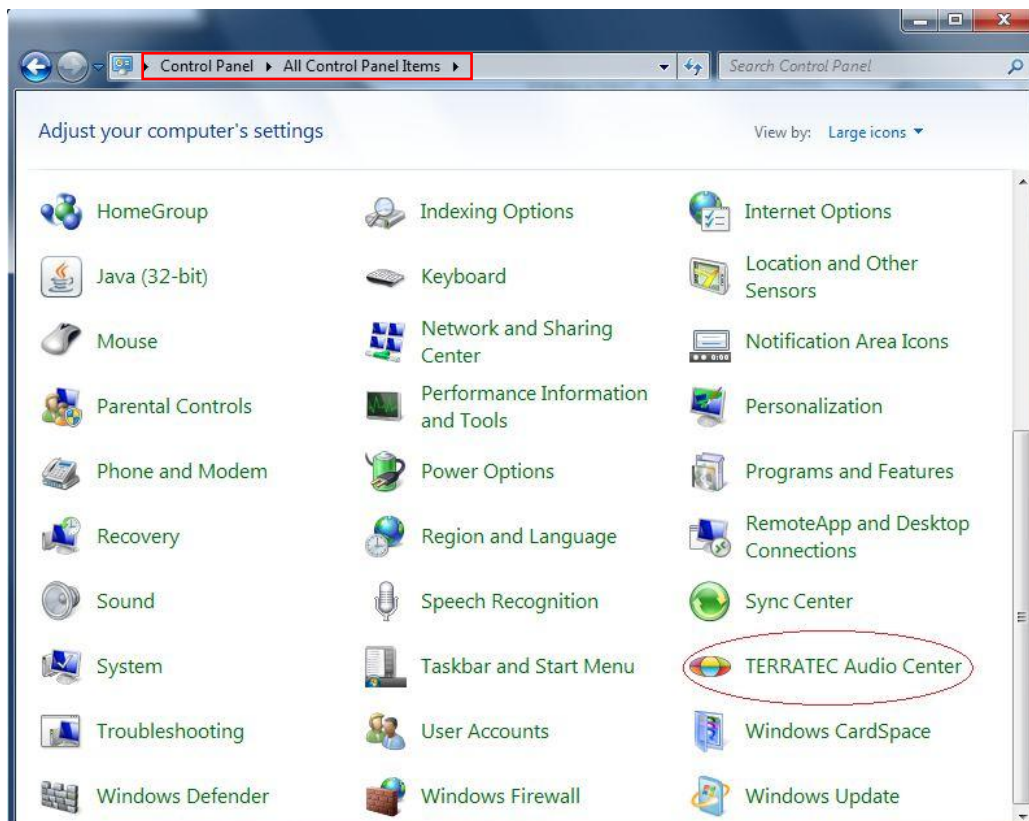 Control Panel All Control Panel Items
Search Control Panel
Adjust your computer's settings
View by: Large icons
HomeGroup
Indexing Options
Internet Options
Java (32-bit)
Keyboard
Location and Other
Sensors
Mouse
Network and Sharing
Center
Notification Area Icons
Parental Controls
Performance Information
and Tools
Personalization
Phone and Modem
Power Options
Programs and Features
Recovery
Region and Language
RemoteApp and Desktop
Connections
Sound
Speech Recognition
Sync Center
System
Taskbar and Start Menu
TERRATEC Audio Center
Troubleshooting
User Accounts
Windows CardSpace
Windows Defender
Windows Firewall
Windows Update